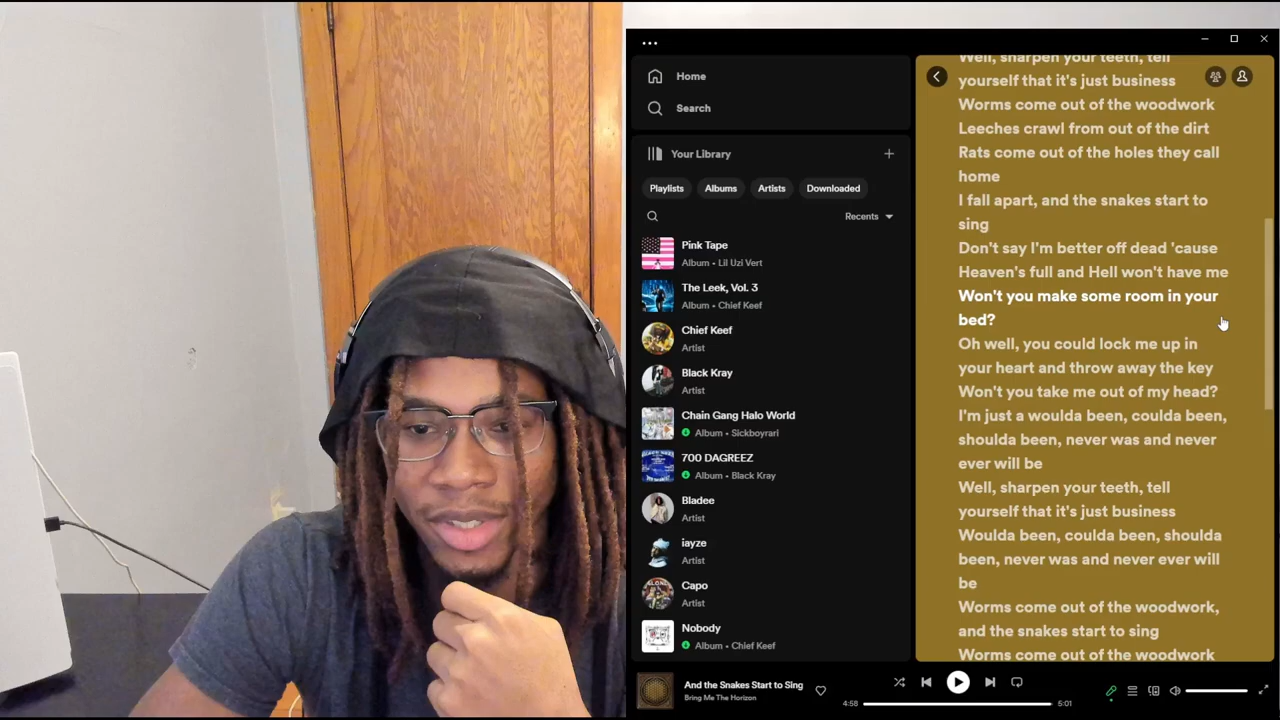 Home
Search
Your Library
Playlists
Albums
Artists
Downloaded
Recents
Pink Tape
Album • Lil Uzi Vert
The Leek, Vol. 3
Album • Chief Keef
Chief Keef
Artist
Black Kray
Artist
Chain Gang Halo World
Album • Sickboyrari
700 DAGREEZ
Album • Black Kray
Bladee
Artist
iayze
Artist
Capo
Artist
Nobody
Album • Chief Keef
Well, sharpen your teeth, tell
yourself that it's just business
Worms come out of the woodwork
Leeches crawl from out of the dirt
Rats come out of the holes they call
home
I fall apart, and the snakes start to
sing
Don't say I'm better off dead 'cause
Heaven's full and Hell won't have me
Won't you make some room in your
bed?
Oh well, you could lock me up in
your heart and throw away the key
Won't you take me out of my head?
I'm just a woulda been, coulda been,
shoulda been, never was and never
ever will be
Well, sharpen your teeth, tell
yourself that it's just business
Woulda been, coulda been, shoulda
been, never was and never ever will
be
Worms come out of the woodwork,
and the snakes start to sing
Worms come out of the woodwork
And the Snakes Start to Sing
Bring Me The Horizon
4:58
5:01